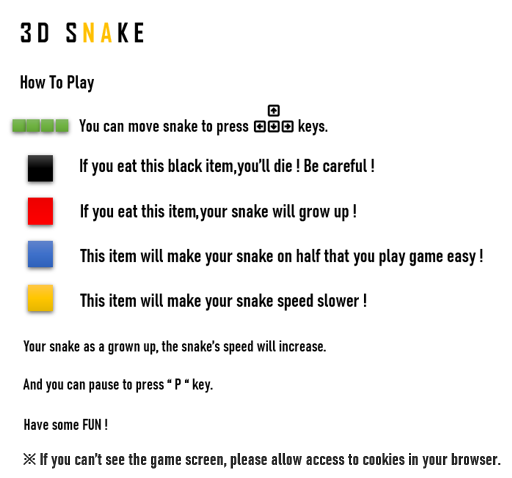 3D SNAKE
How To Play
You can move snake to press keys.
If you eat this black item,you'll die ! Be careful !
If you eat this item,your snake will grow up !
This item will make your snake on half that you play game easy !
This item will make your snake speed slower !
Your snake as a grown up, the snake's speed will increase.
And you can pause to press “ P “ key.
Have some FUN !
※ If you can't see the game screen, please allow access to cookies in your browser.